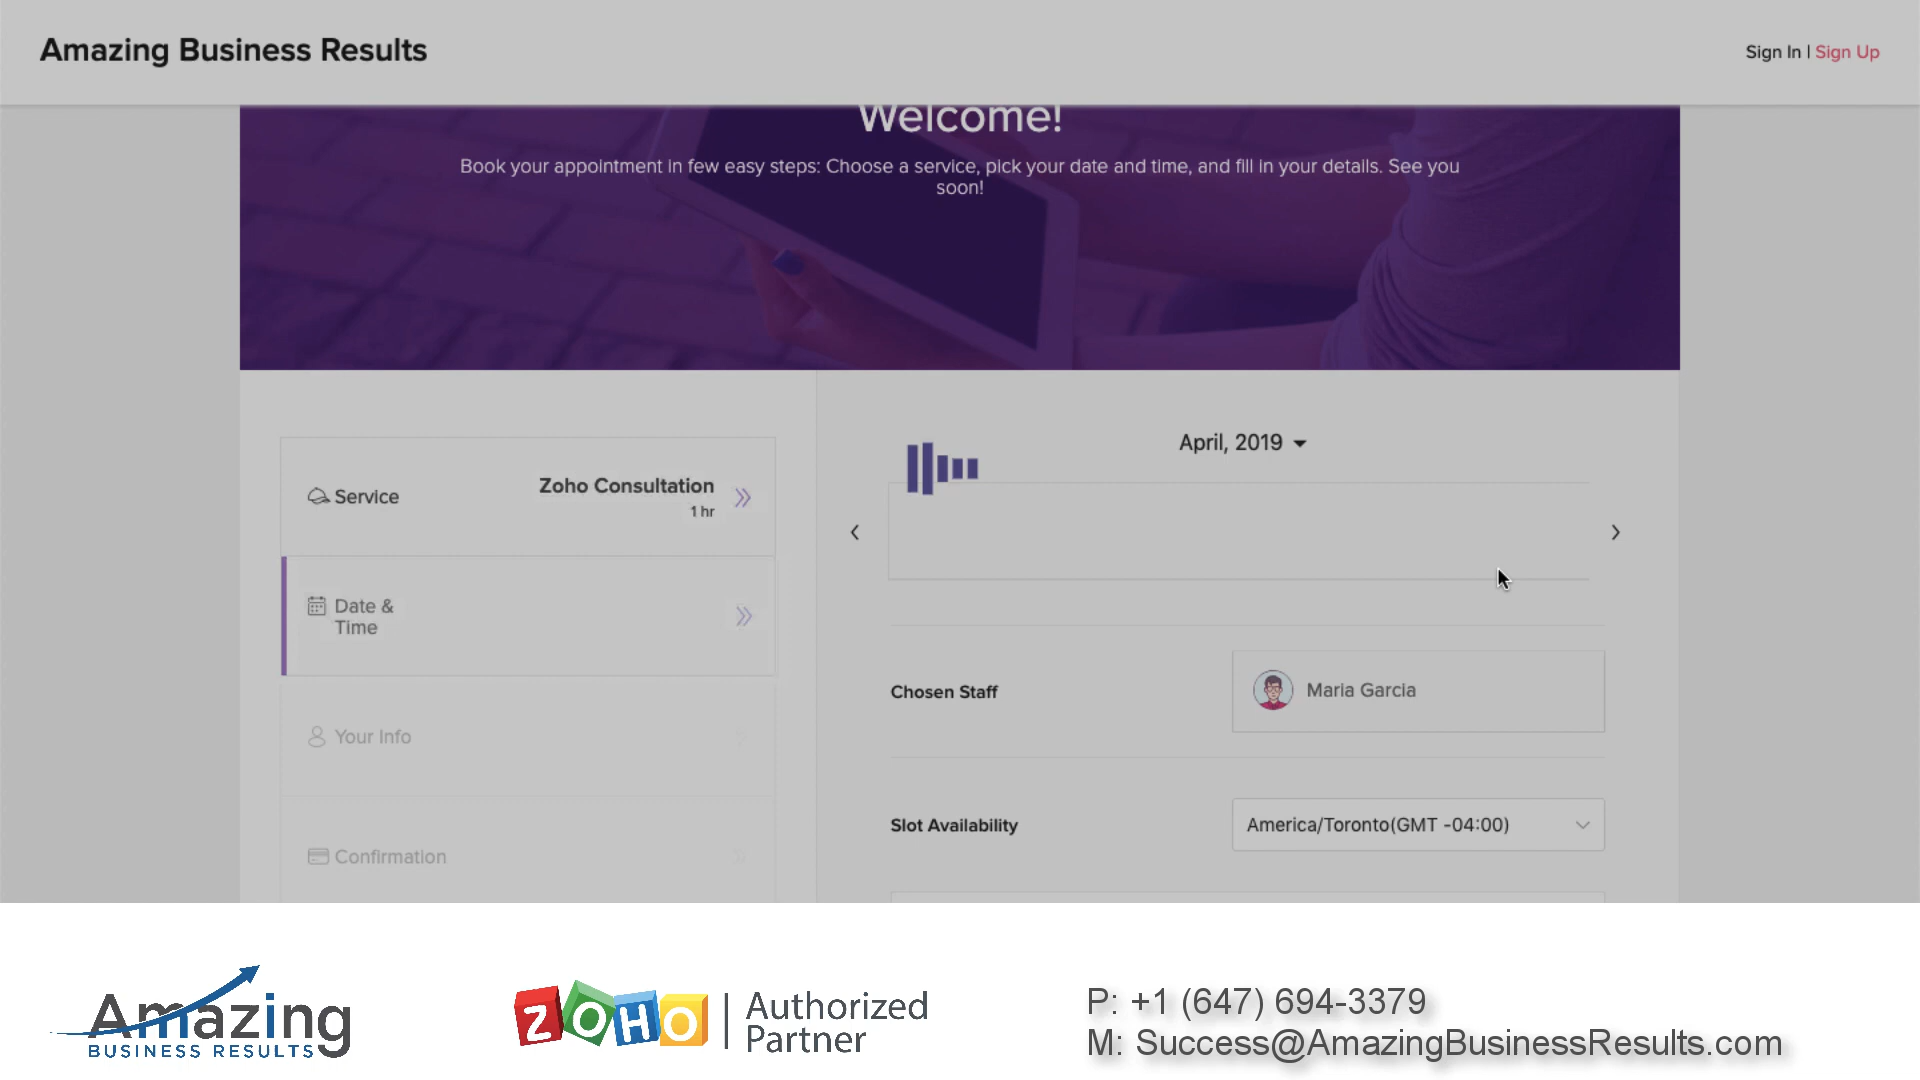 Amazing Business Results
Sign In | Sign Up
Welcome!
Book your appointment in few easy steps: Choose a service, pick your date and time, and fill in your details. See you
soon!
April, 2019
Service
Zoho Consultation
1 hr
Date &
Time
Chosen Staff
Maria Garcia
Your Info
Slot Availability
America/Toronto(GMT -04:00)
Confirmation
Amazing
BUSINESS RESULTS
ZOHO
Authorized
Partner
P: +1 (647) 694-3379
M: Success@AmazingBusinessResults.com